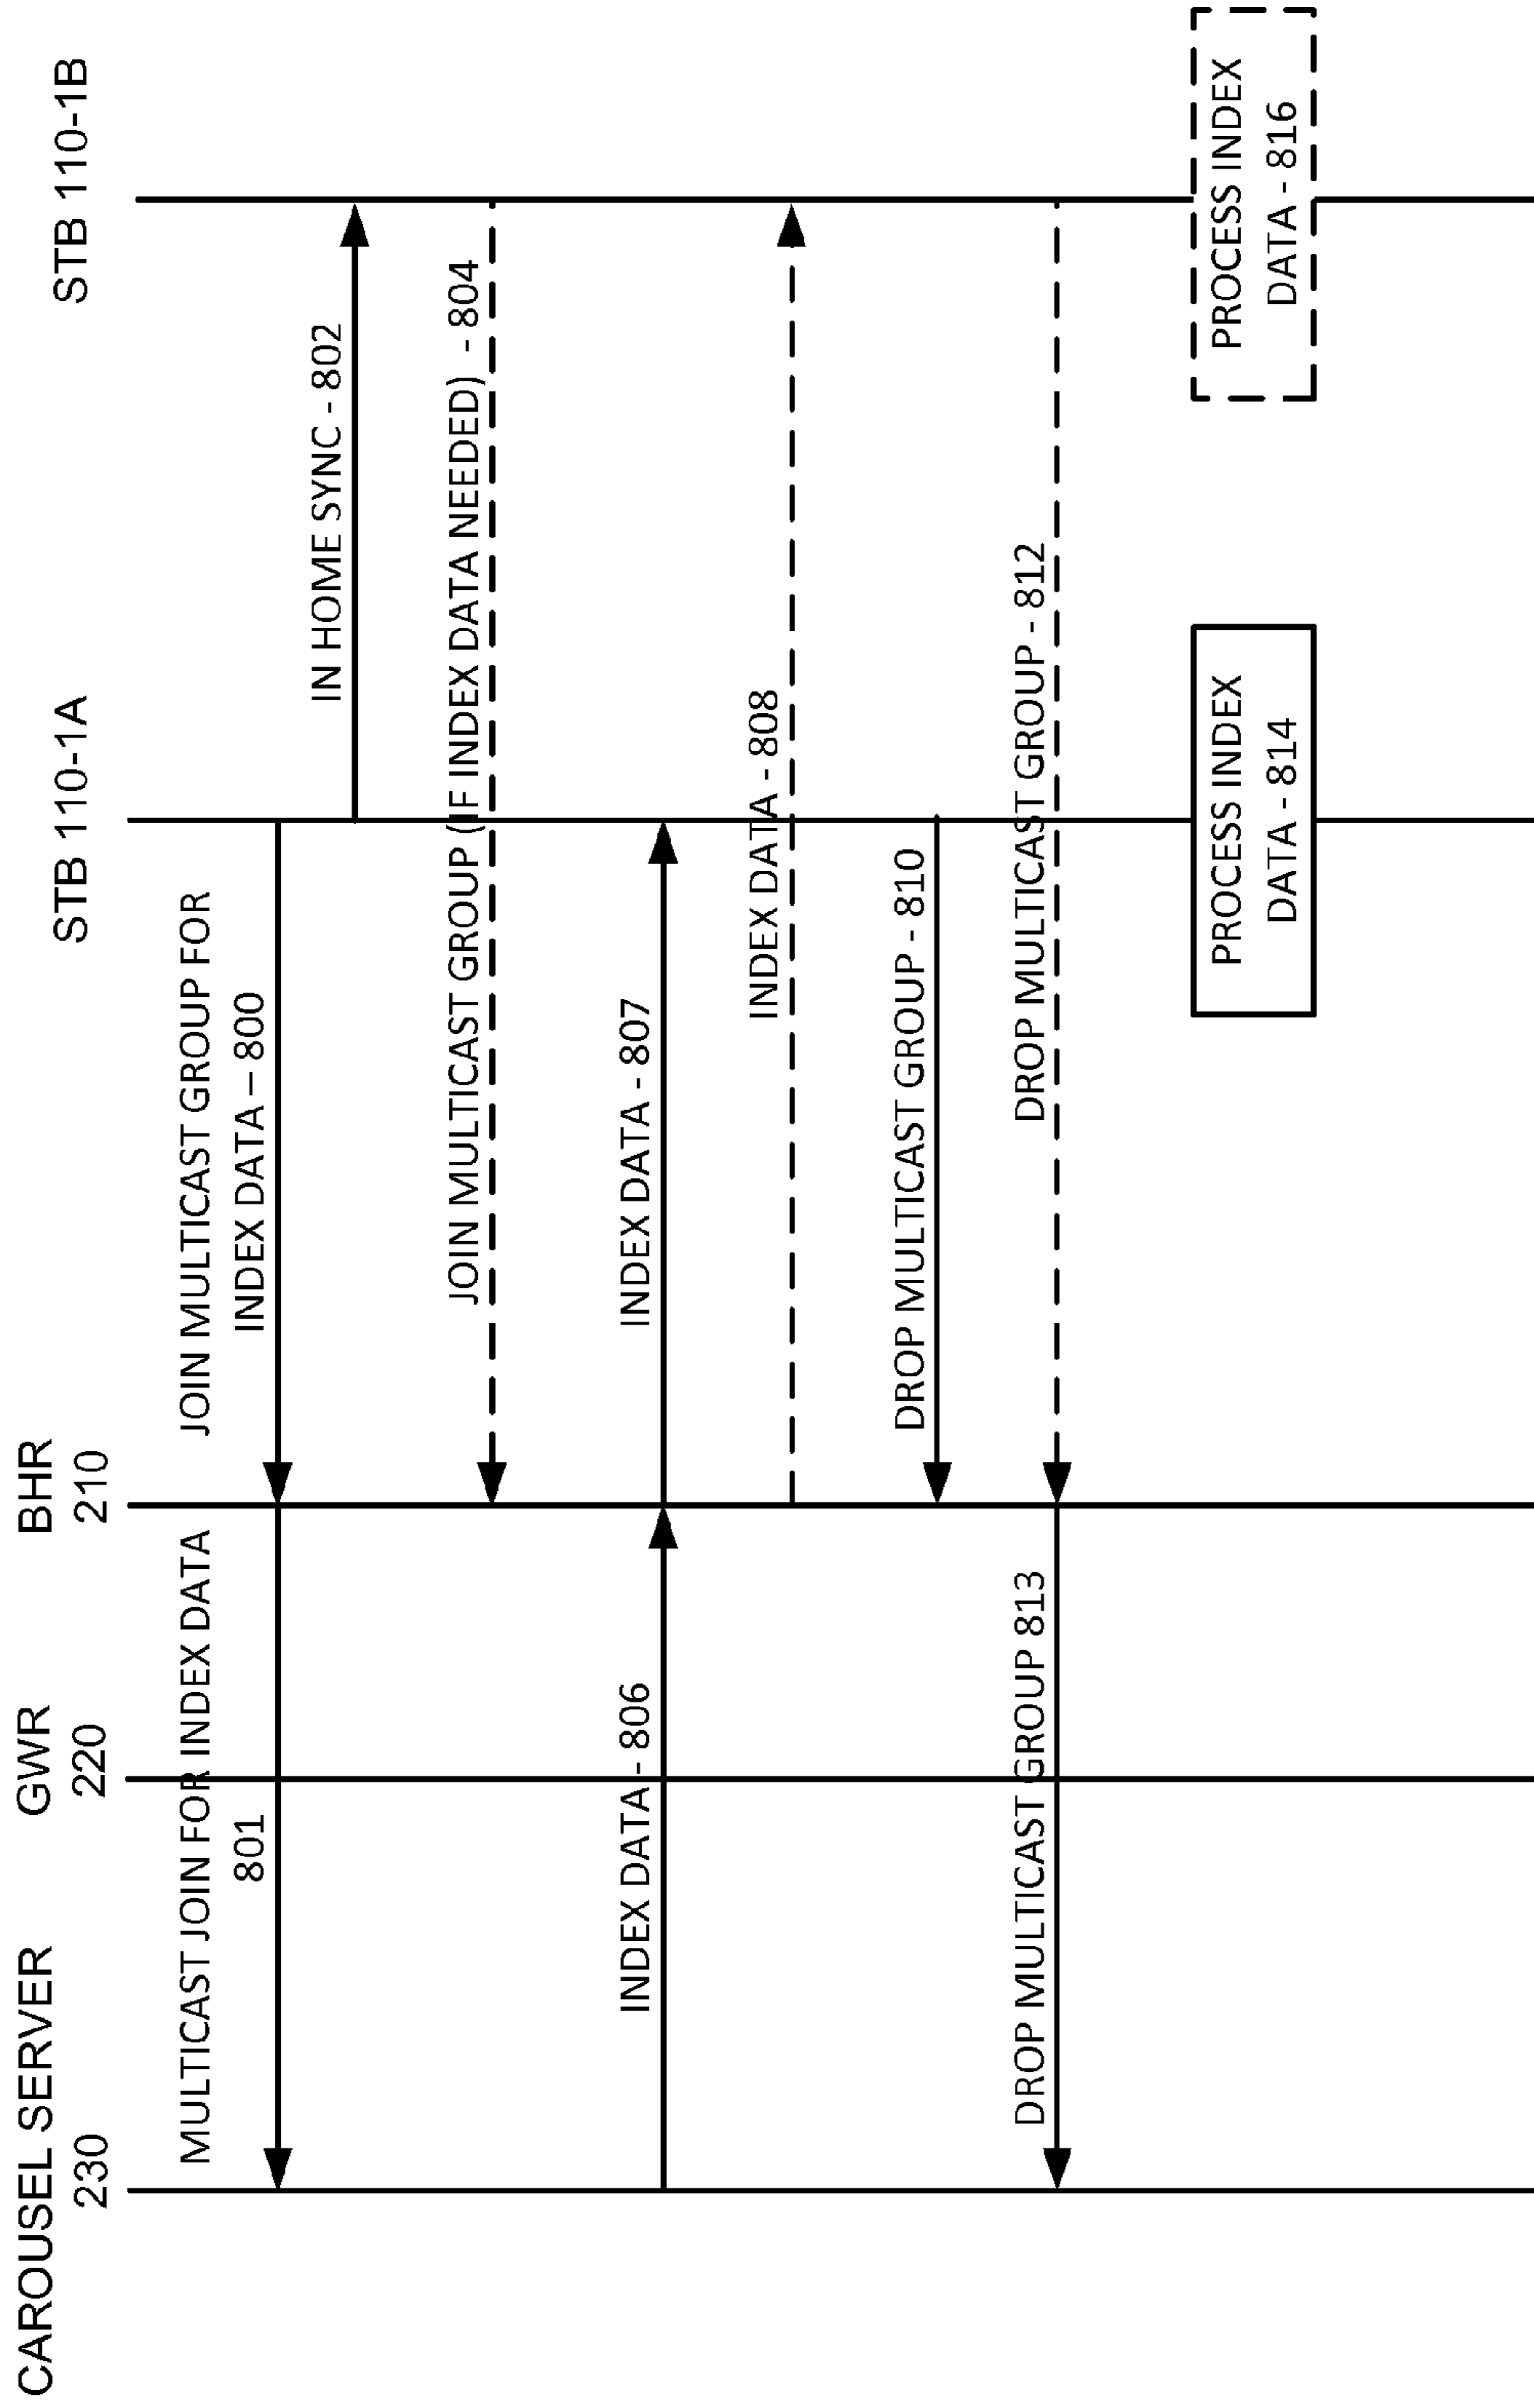 CAROUSEL SERVER
230
GWR
220
BHR
210
STB 110-1A
STB 110-1B
MULTICAST JOIN FOR INDEX DATA
801
JOIN MULTICAST GROUP FOR
INDEX DATA – 800
IN HOME SYNC - 802
JOIN MULTICAST GROUP (IF INDEX DATA NEEDED) - 804
INDEX DATA - 806
INDEX DATA - 807
INDEX DATA - 808
DROP MULTICAST GROUP - 810
DROP MULTICAST GROUP 813
DROP MULTICAST GROUP - 812
PROCESS INDEX
DATA - 814
PROCESS INDEX
DATA - 816